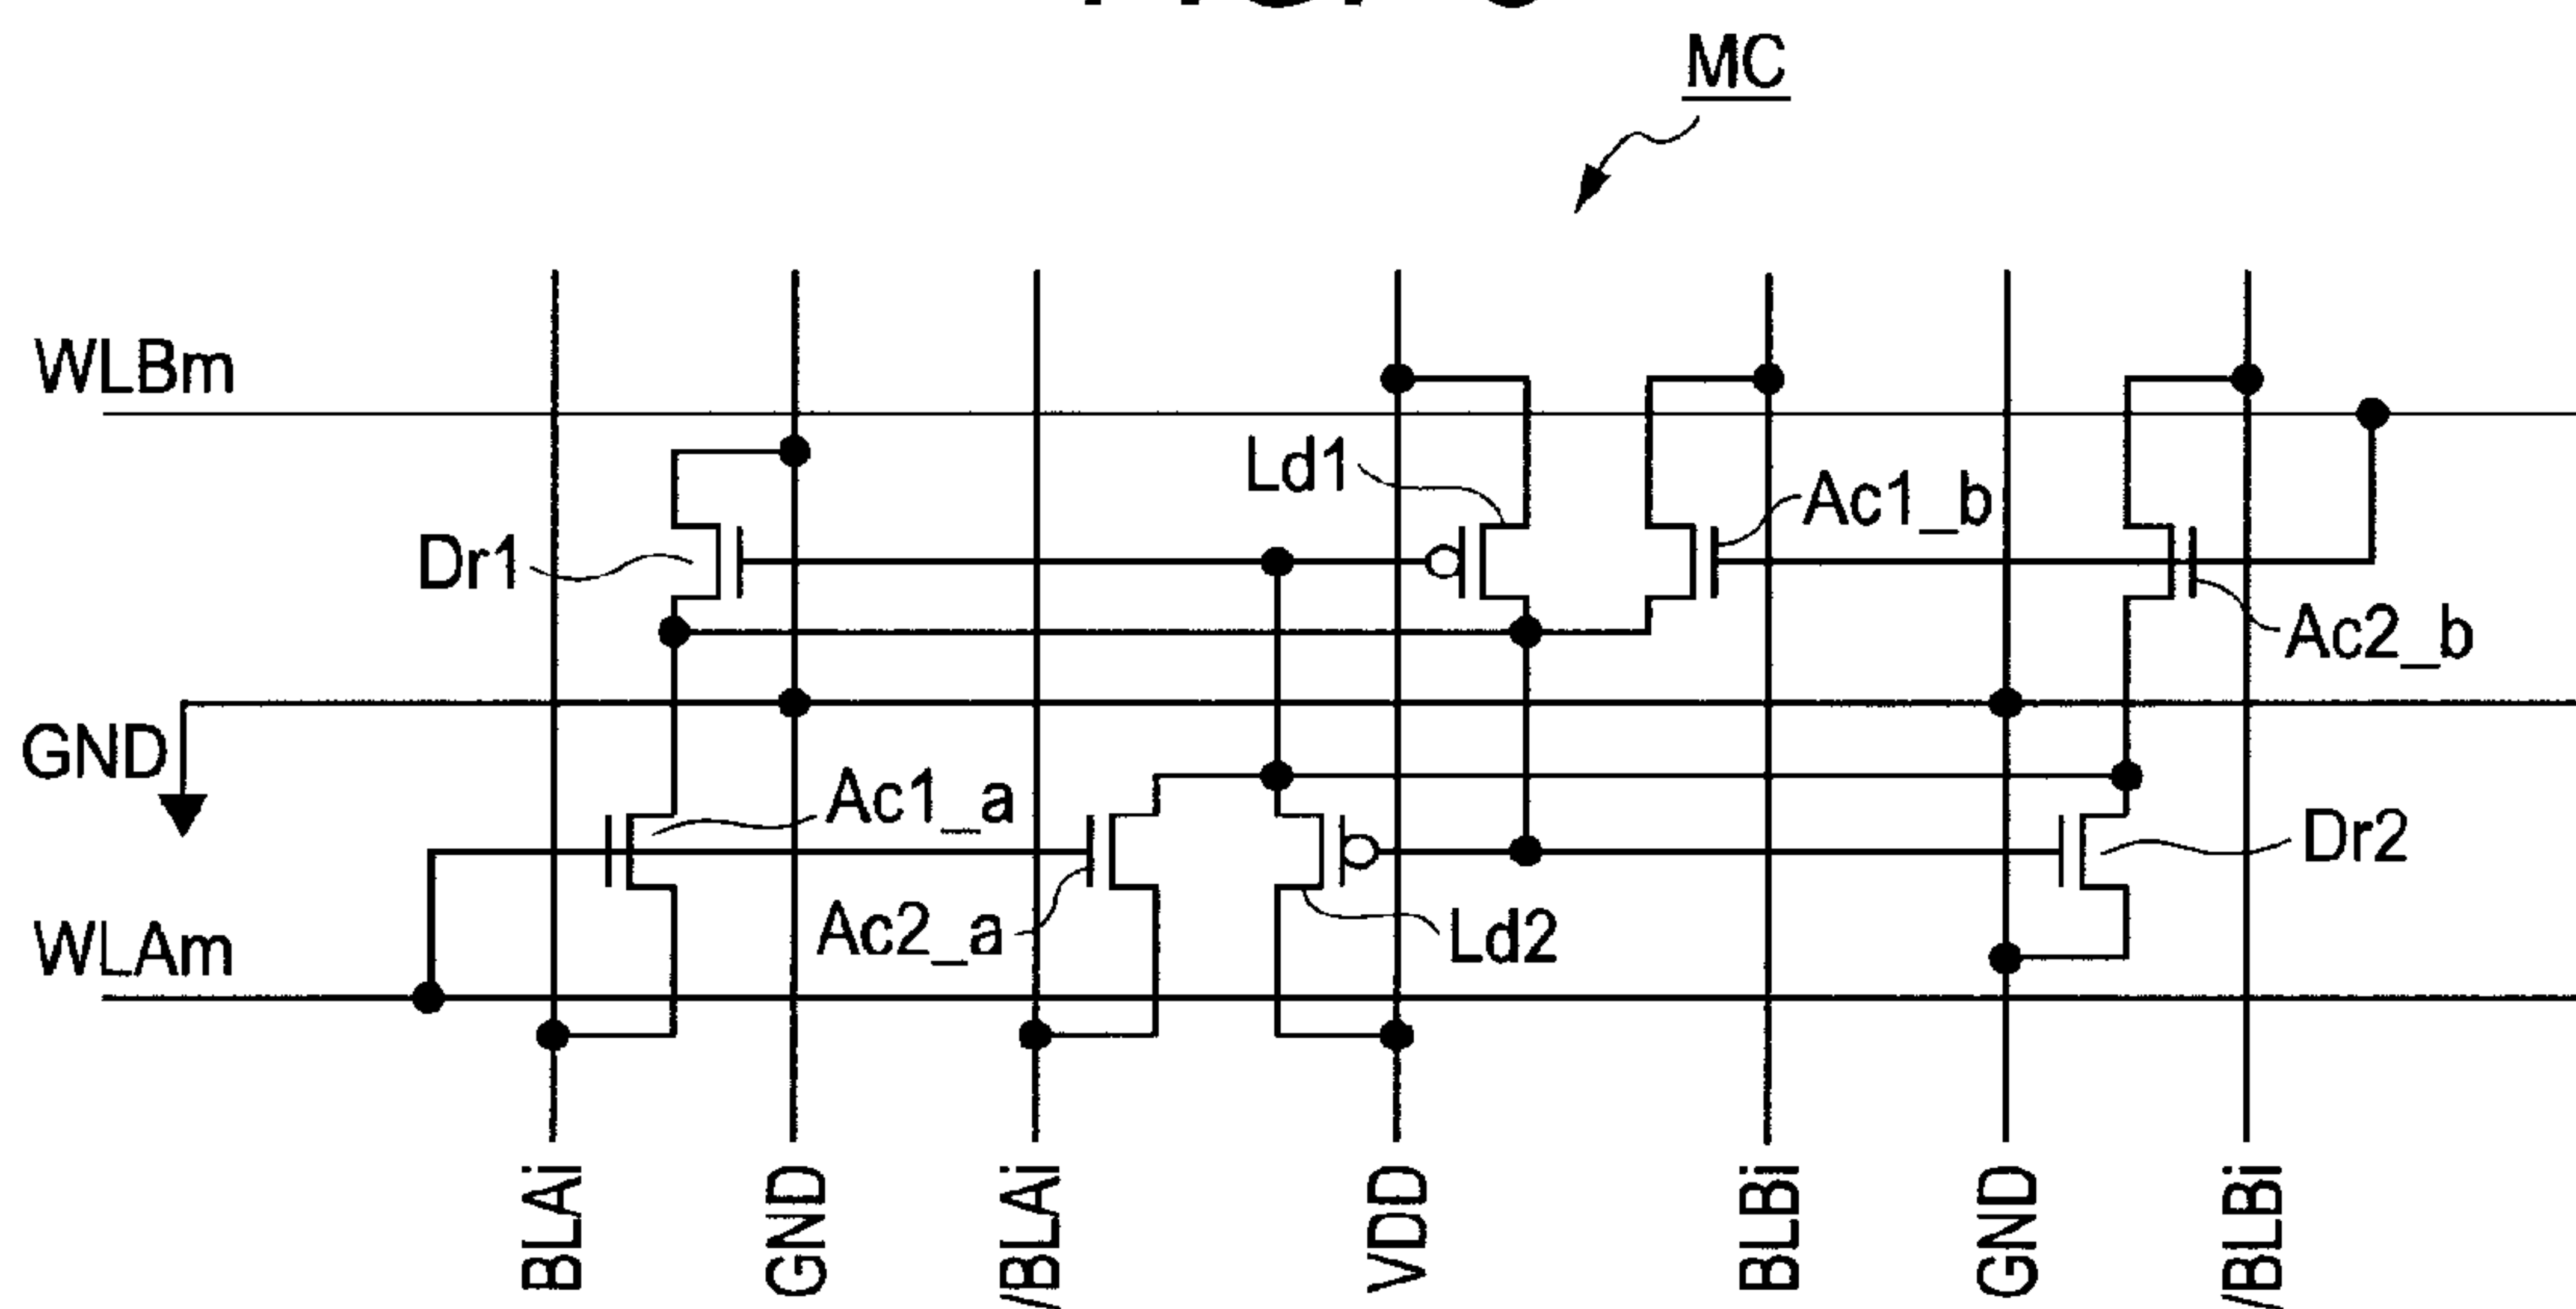 MC
WLBm
Ld1
Ac1_b
Dr1
Ac2_b
GND
Ac1_a
Dr2
Ac2_a
Ld2
WLAm
BLAi
GND
/BLAi
VDD
BLBi
GND
/BLBi